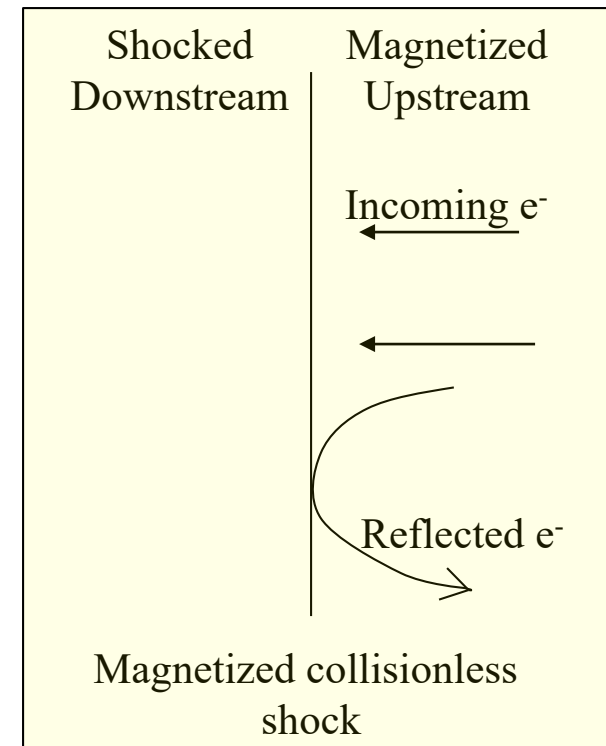 Shocked
Downstream
Magnetized
Upstream
Incoming e⁻
Reflected e⁻
Magnetized collisionless
shock